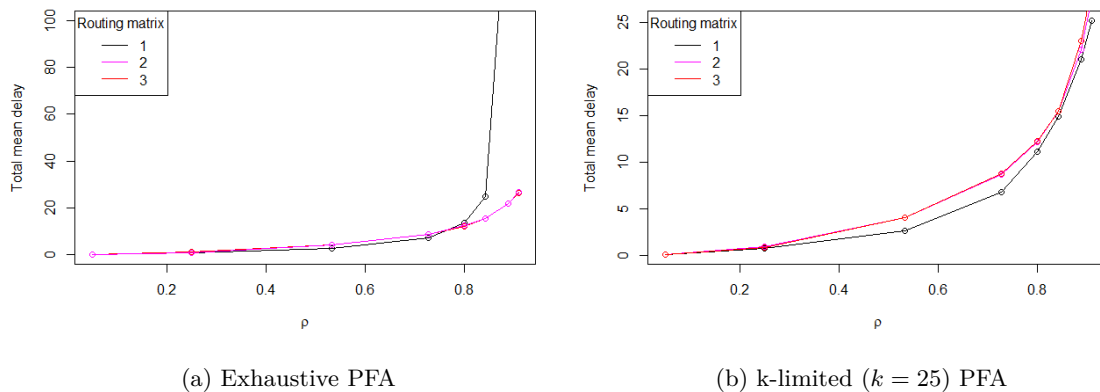 Routing matrix
1
2
3
Total mean delay
100
80
60
40
20
0
0.2 0.4 0.6 0.8
ρ
(a) Exhaustive PFA
Routing matrix
1
2
3
Total mean delay
25
20
15
10
5
0
0.2 0.4 0.6 0.8
ρ
(b) k-limited (k = 25) PFA